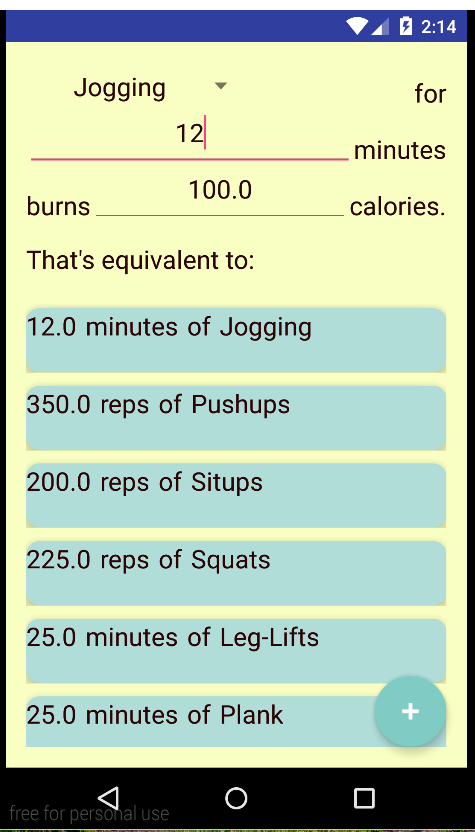 2:14
Jogging for
12 minutes
burns 100.0 calories.
That's equivalent to:
12.0 minutes of Jogging
350.0 reps of Pushups
200.0 reps of Situps
225.0 reps of Squats
25.0 minutes of Leg-Lifts
25.0 minutes of Plank
+
free for personal use